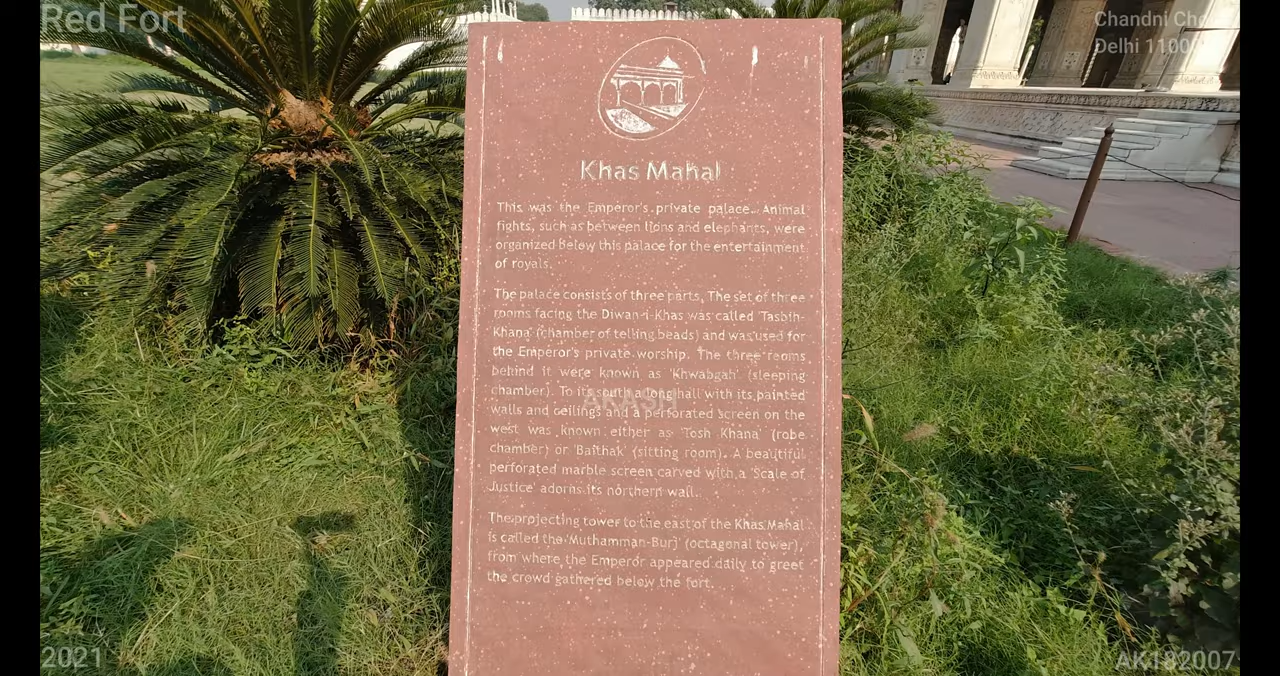 Red Fort
Chandni Cho
Delhi 1100
Khas Mahal
This was the Emperor's private palace. Animal
fights, such as between lions and elephants, were
organized below this palace for the entertainment
of royals.
The palace consists of three parts. The set of three
rooms facing the Diwan-i-Khas was called 'Tasbih-
Khana' (chamber of telling beads) and was used for
the Emperor's private worship. The three rooms
behind it were known as 'Khwabgah' (sleeping
chamber). To its south a long hall with its painted
walls and ceilings and a perforated screen on the
west was known either as 'Tosh Khana' (robe
chamber) or 'Baithak' (sitting room). A beautiful
perforated marble screen carved with a 'Scale of
Justice' adorns its northern wall.
The projecting tower to the east of the Khas Mahal
is called the 'Muthamman-Burj' (octagonal tower),
from where the Emperor appeared daily to greet
the crowd gathered below the fort.
AKASH
2021
AK182007